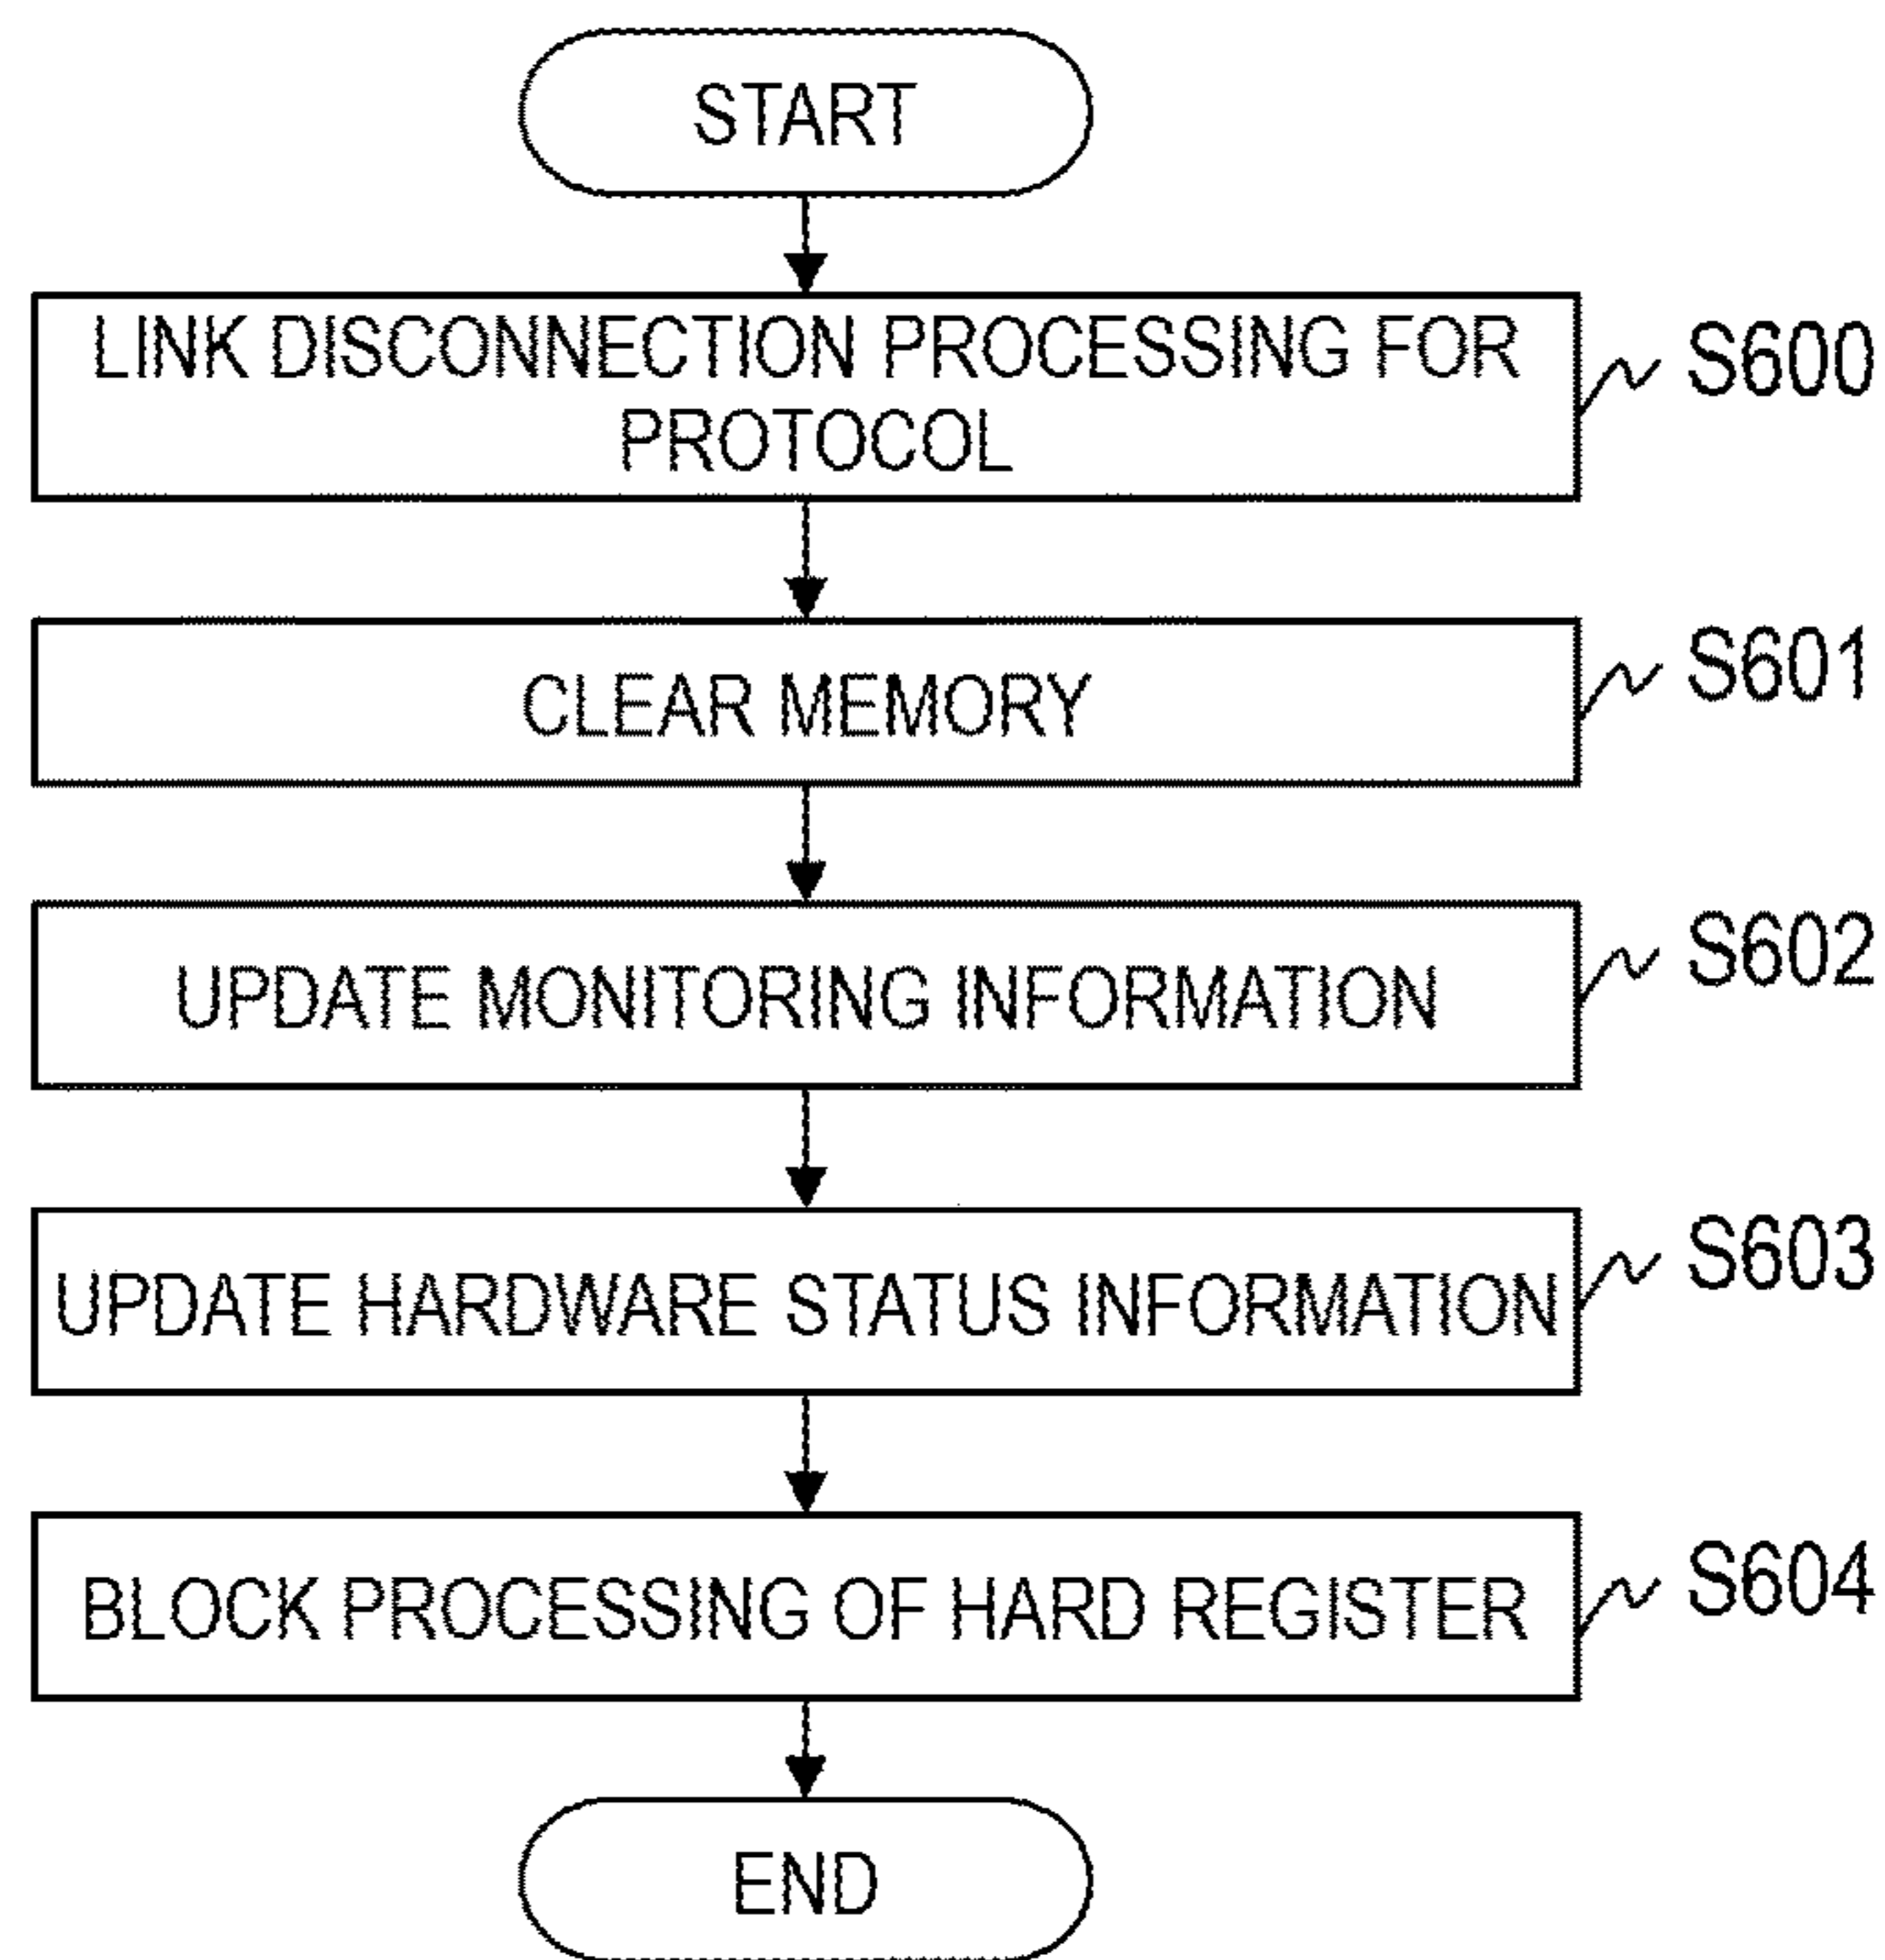 START
LINK DISCONNECTION PROCESSING FOR
PROTOCOL
S600
CLEAR MEMORY
S601
UPDATE MONITORING INFORMATION
S602
UPDATE HARDWARE STATUS INFORMATION
S603
BLOCK PROCESSING OF HARD REGISTER
S604
END